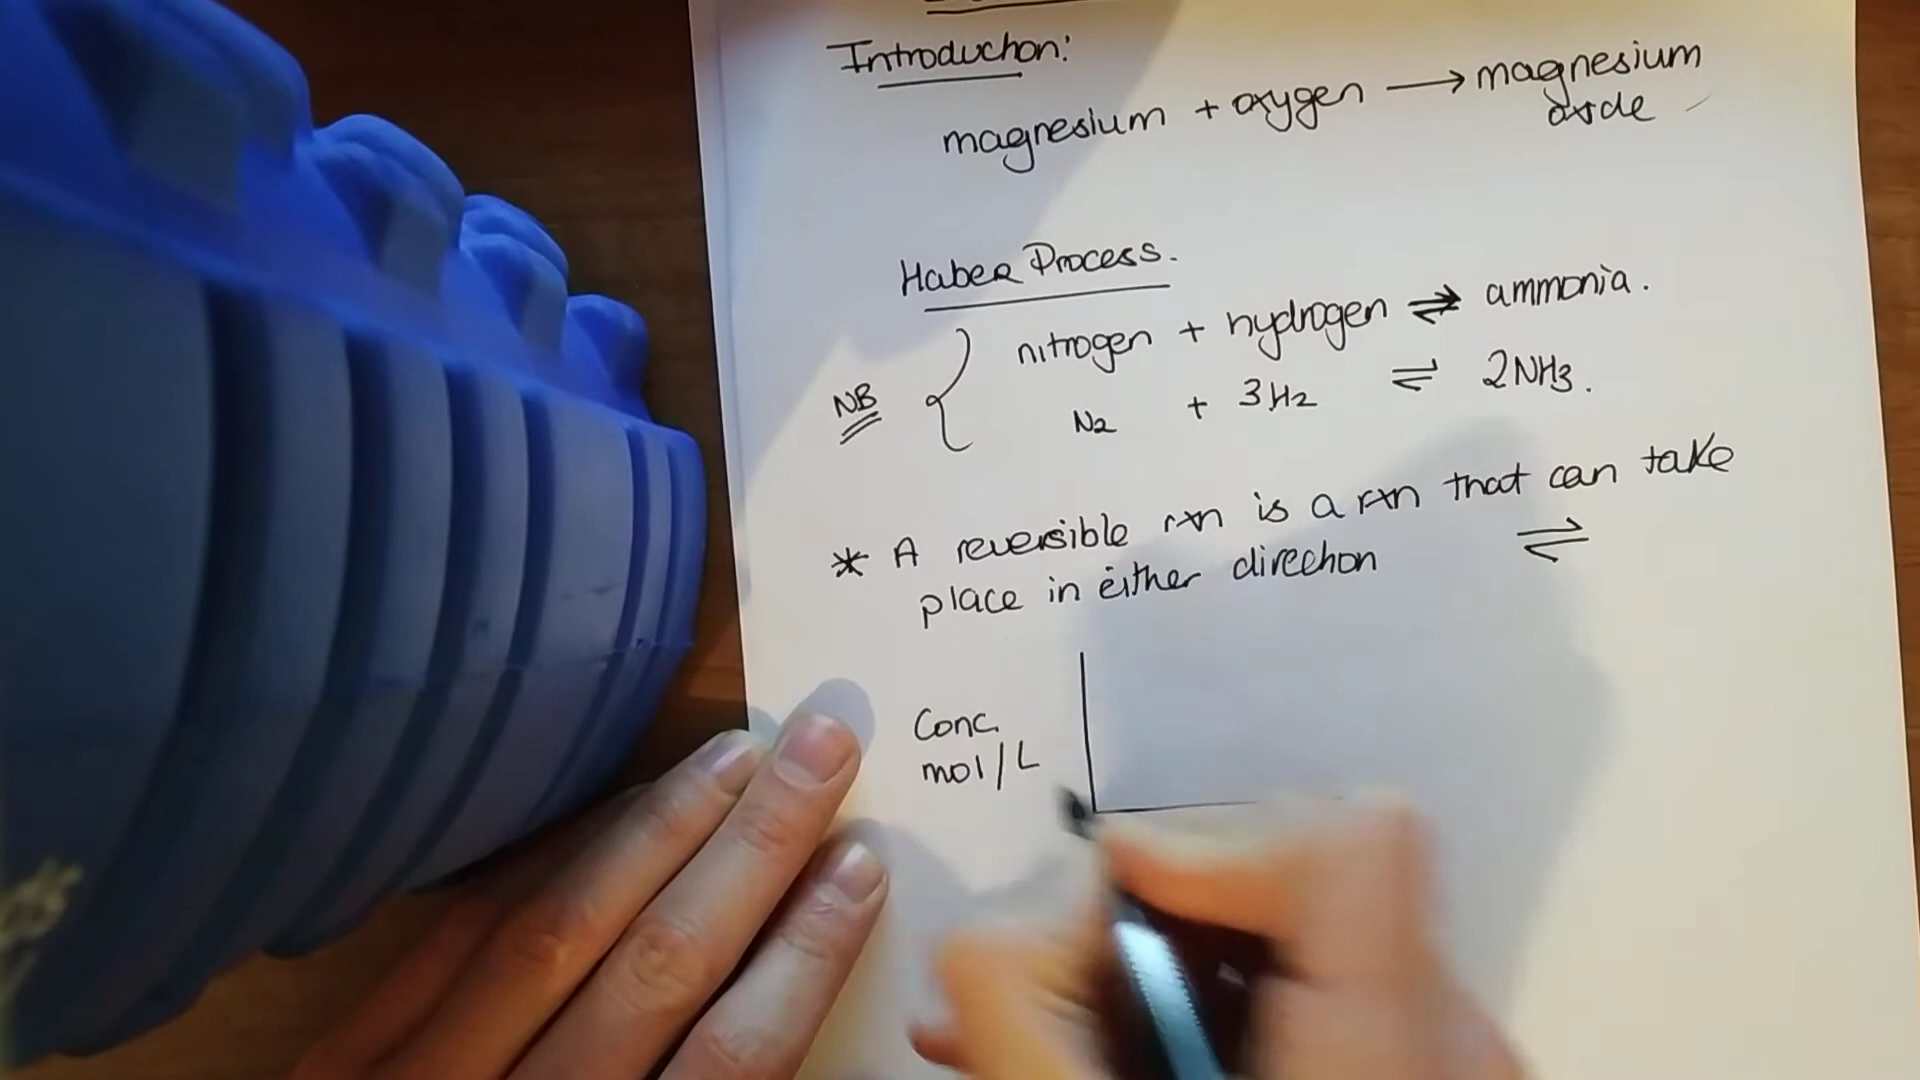 Introduction:
magnesium + oxygen → magnesium
oxide
Haber Process.
nitrogen + hydrogen ⇌ ammonia.
NB
N2 + 3H2 ⇌ 2NH3.
* A reversible rxn is a rxn that can take
place in either direction ⇌
Conc.
mol/L